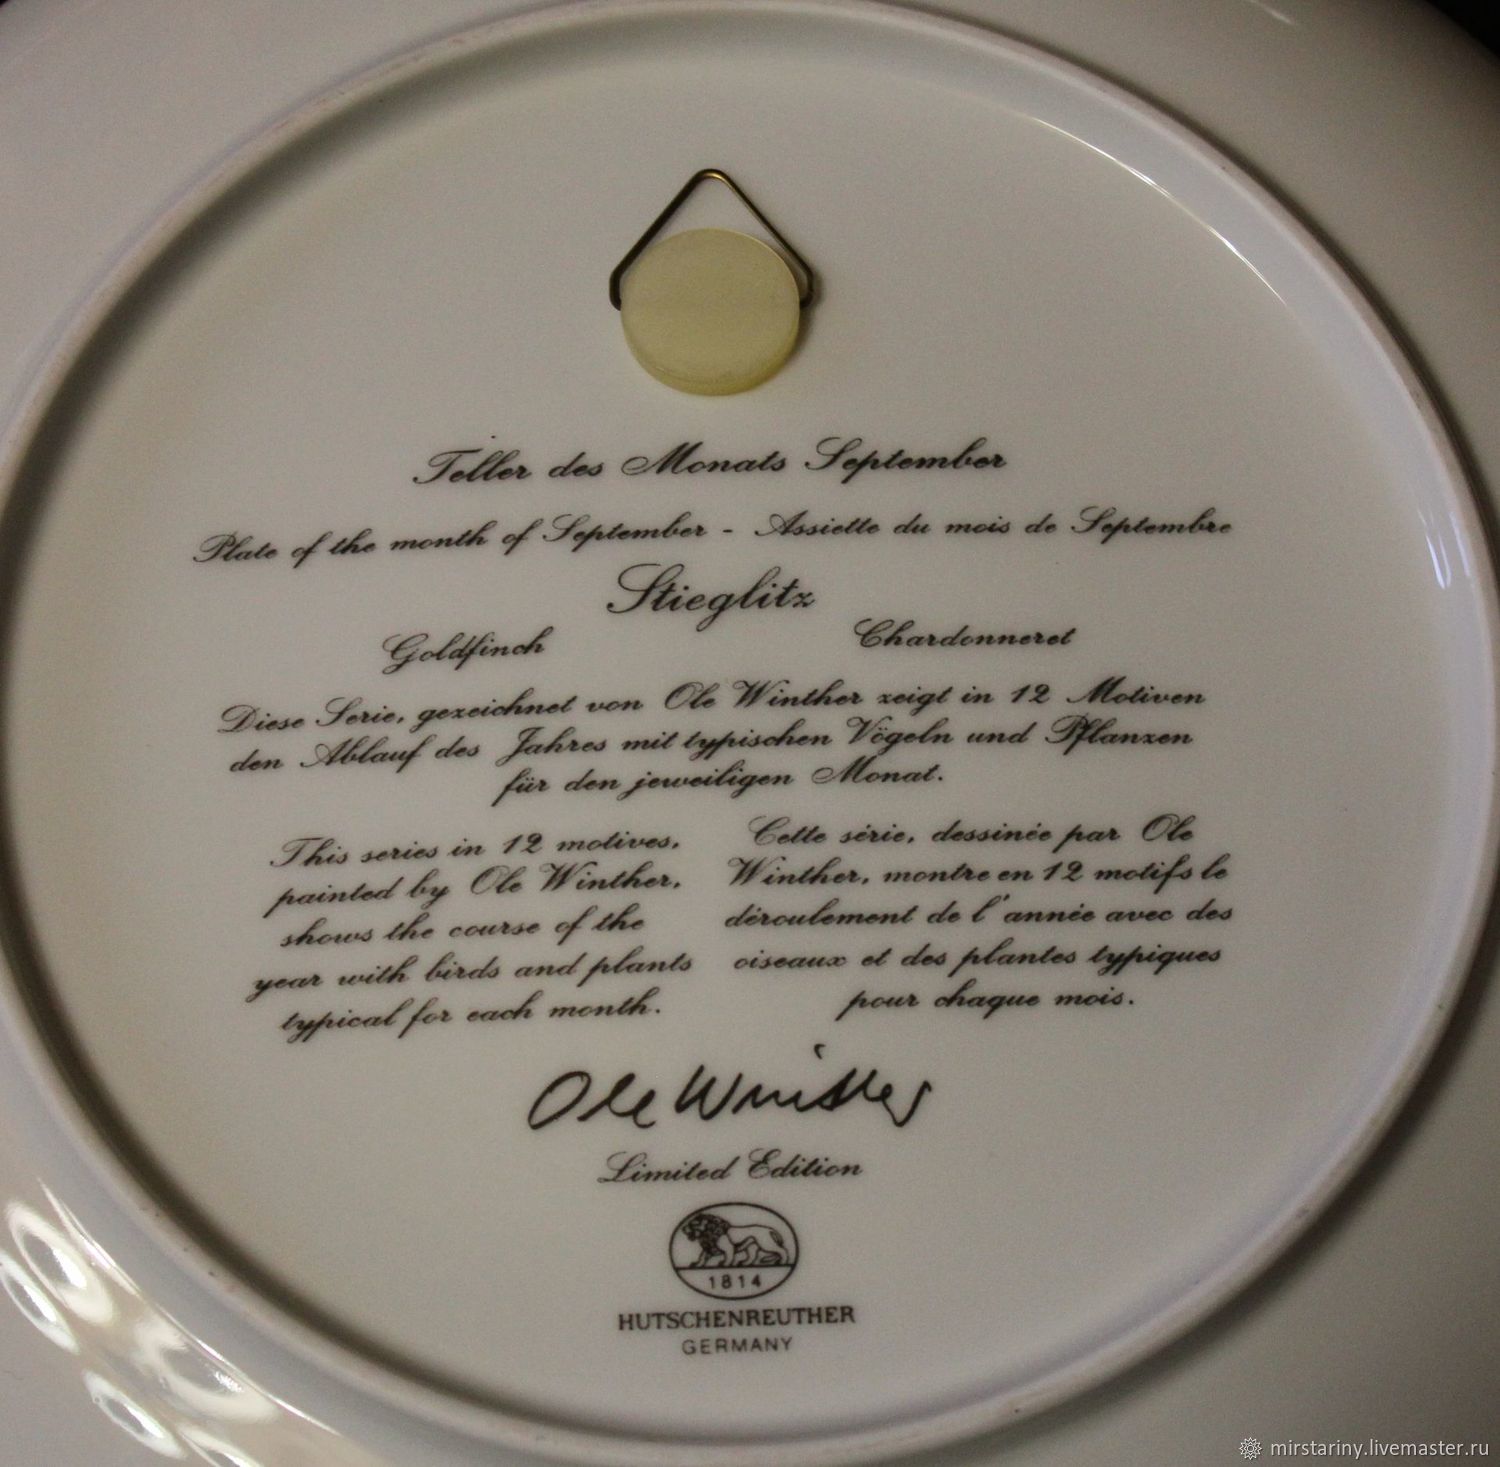 Teller des Monats September
Plate of the month of September - Assiette du mois de Septembre
Stieglitz
Goldfinch
Chardonneret
Diese Serie, gezeichnet von Ole Winther zeigt in 12 Motiven
den Ablauf des Jahres mit typischen Vögeln und Pflanzen
für den jeweiligen Monat.
This series in 12 motives,
painted by Ole Winther,
shows the course of the
year with birds and plants
typical for each month.
Cette série, dessinée par Ole
Winther, montre en 12 motifs le
déroulement de l'année avec des
oiseaux et des plantes typiques
pour chaque mois.
Ole Winther
Limited Edition
1814
HUTSCHENREUTHER
GERMANY
mirstariny.livemaster.ru